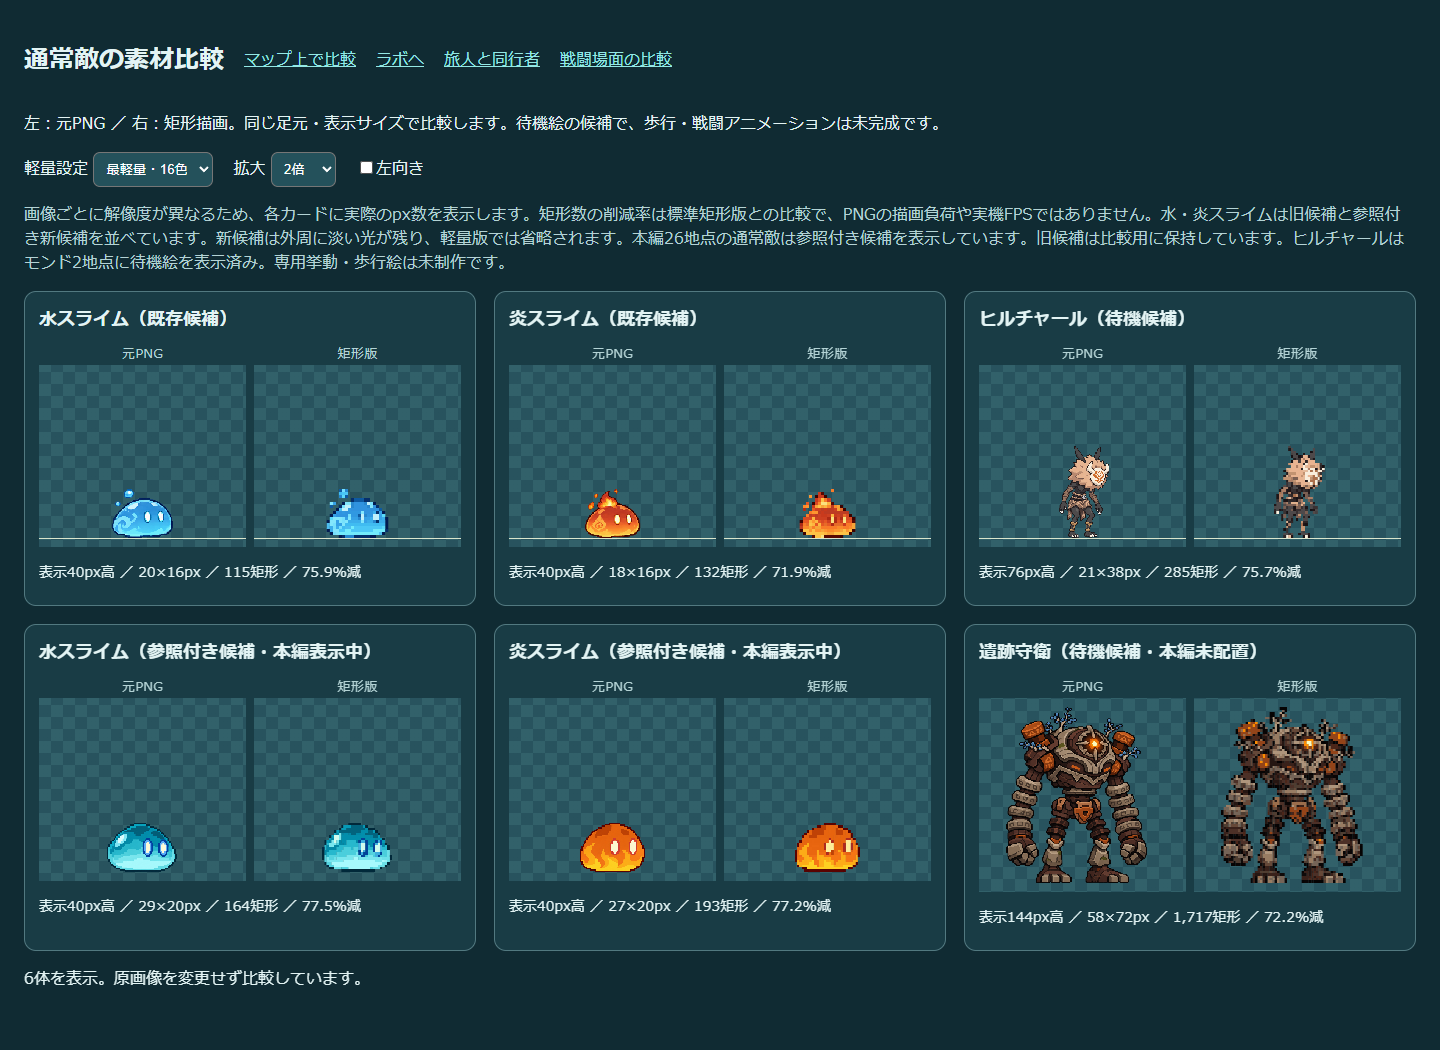 通常敵の素材比較 マップ上で比較 ラボへ 旅人と同行者 戦闘場面の比較
左：元PNG ／ 右：矩形描画。同じ足元・表示サイズで比較します。待機絵の候補で、歩行・戦闘アニメーションは未完成です。
軽量設定 最軽量・16色 拡大 2倍 左向き
画像ごとに解像度が異なるため、各カードに実際のpx数を表示します。矩形数の削減率は標準矩形版との比較で、PNGの描画負荷や実機FPSではありません。水・炎スライムは旧候補と参照付
き新候補を並べています。新候補は外周に淡い光が残り、軽量版では省略されます。本編26地点の通常敵は参照付き候補を表示しています。旧候補は比較用に保持しています。ヒルチャールは
モンド2地点に待機絵を表示済み。専用挙動・歩行絵は未制作です。
水スライム（既存候補）
元PNG 矩形版
表示40px高 ／ 20×16px ／ 115矩形 ／ 75.9%減
炎スライム（既存候補）
元PNG 矩形版
表示40px高 ／ 18×16px ／ 132矩形 ／ 71.9%減
ヒルチャール（待機候補）
元PNG 矩形版
表示76px高 ／ 21×38px ／ 285矩形 ／ 75.7%減
水スライム（参照付き候補・本編表示中）
元PNG 矩形版
表示40px高 ／ 29×20px ／ 164矩形 ／ 77.5%減
炎スライム（参照付き候補・本編表示中）
元PNG 矩形版
表示40px高 ／ 27×20px ／ 193矩形 ／ 77.2%減
遺跡守衛（待機候補・本編未配置）
元PNG 矩形版
表示144px高 ／ 58×72px ／ 1,717矩形 ／ 72.2%減
6体を表示。原画像を変更せず比較しています。